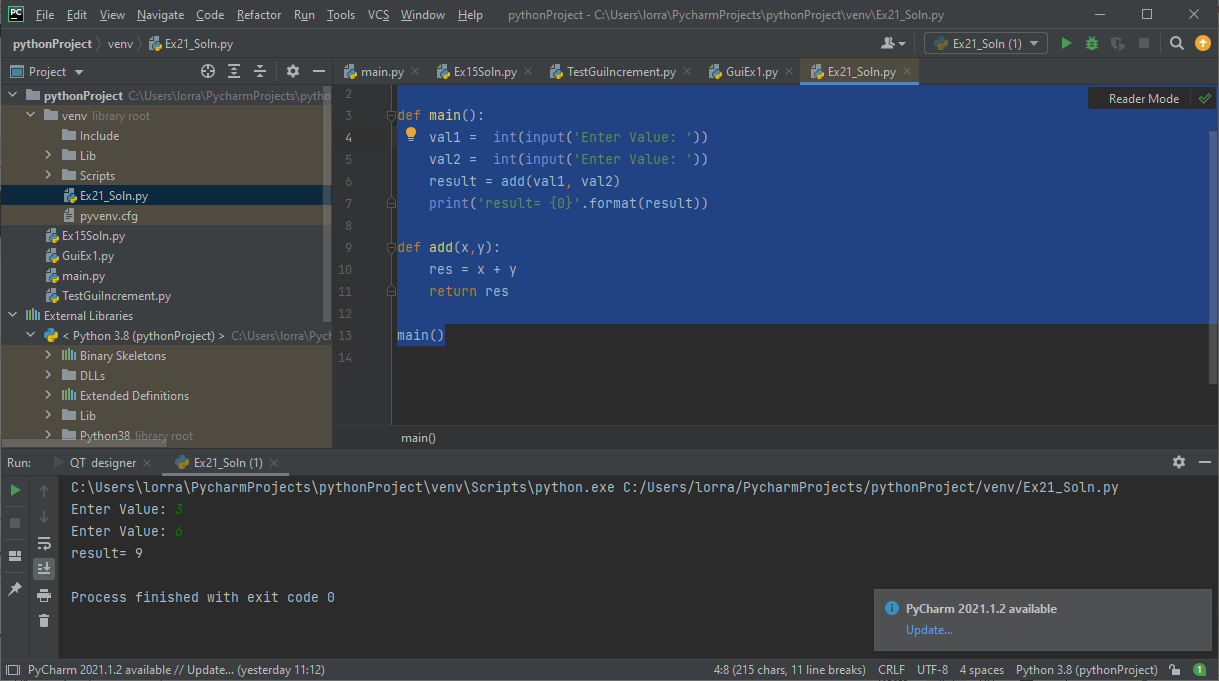 PC File Edit View Navigate Code Refactor Run Tools VCS Window Help pythonProject - C:\Users\lorra\PycharmProjects\pythonProject\venv\Ex21_Soln.py
pythonProject venv Ex21_Soln.py Ex21_Soln (1)
Project main.py Ex15Soln.py TestGuiIncrement.py GuiEx1.py Ex21_Soln.py
pythonProject C:\Users\lorra\PycharmProjects\pytho
venv library root
Include
Lib
Scripts
Ex21_Soln.py
pyvenv.cfg
Ex15Soln.py
GuiEx1.py
main.py
TestGuiIncrement.py
External Libraries
< Python 3.8 (pythonProject) > C:\Users\lorra\Pych
Binary Skeletons
DLLs
Extended Definitions
Lib
Python38 library root
Reader Mode
2
3 def main():
4     val1 =  int(input('Enter Value: '))
5     val2 =  int(input('Enter Value: '))
6     result = add(val1, val2)
7     print('result= {0}'.format(result))
8
9 def add(x,y):
10     res = x + y
11     return res
12
13 main()
14
main()
Run: QT designer Ex21_Soln (1)
C:\Users\lorra\PycharmProjects\pythonProject\venv\Scripts\python.exe C:/Users/lorra/PycharmProjects/pythonProject/venv/Ex21_Soln.py
Enter Value: 3
Enter Value: 6
result= 9
Process finished with exit code 0
PyCharm 2021.1.2 available
Update...
PyCharm 2021.1.2 available // Update... (yesterday 11:12) 4:8 (215 chars, 11 line breaks) CRLF UTF-8 4 spaces Python 3.8 (pythonProject) 1